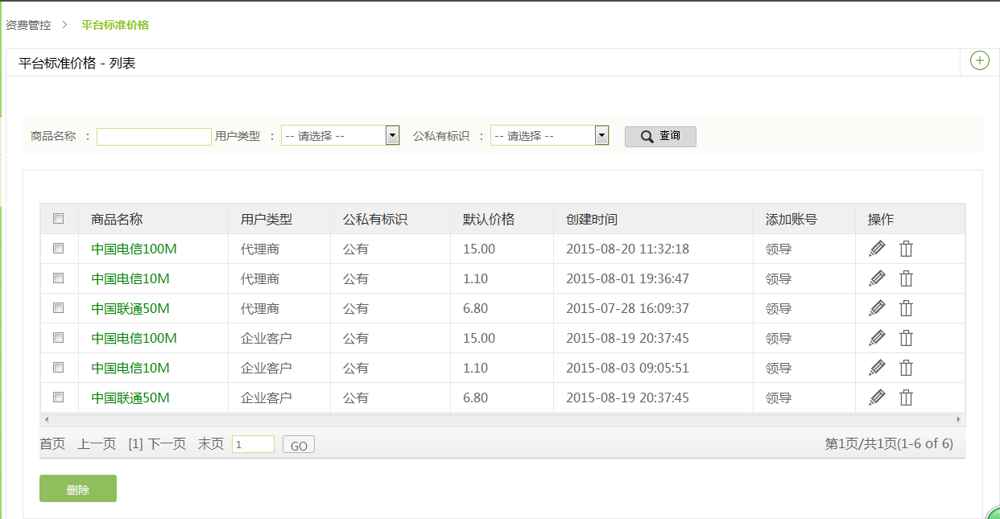 资费管控 > 平台标准价格
平台标准价格 - 列表
商品名称 : 用户类型 : -- 请选择 -- 公私有标识 : -- 请选择 -- 查询
商品名称 用户类型 公私有标识 默认价格 创建时间 添加账号 操作
中国电信100M 代理商 公有 15.00 2015-08-20 11:32:18 领导
中国电信10M 代理商 公有 1.10 2015-08-01 19:36:47 领导
中国联通50M 代理商 公有 6.80 2015-07-28 16:09:37 领导
中国电信100M 企业客户 公有 15.00 2015-08-19 20:37:45 领导
中国电信10M 企业客户 公有 1.10 2015-08-03 09:05:51 领导
中国联通50M 企业客户 公有 6.80 2015-08-19 20:37:45 领导
首页 上一页 [1] 下一页 末页 1 GO 第1页/共1页(1-6 of 6)
删除